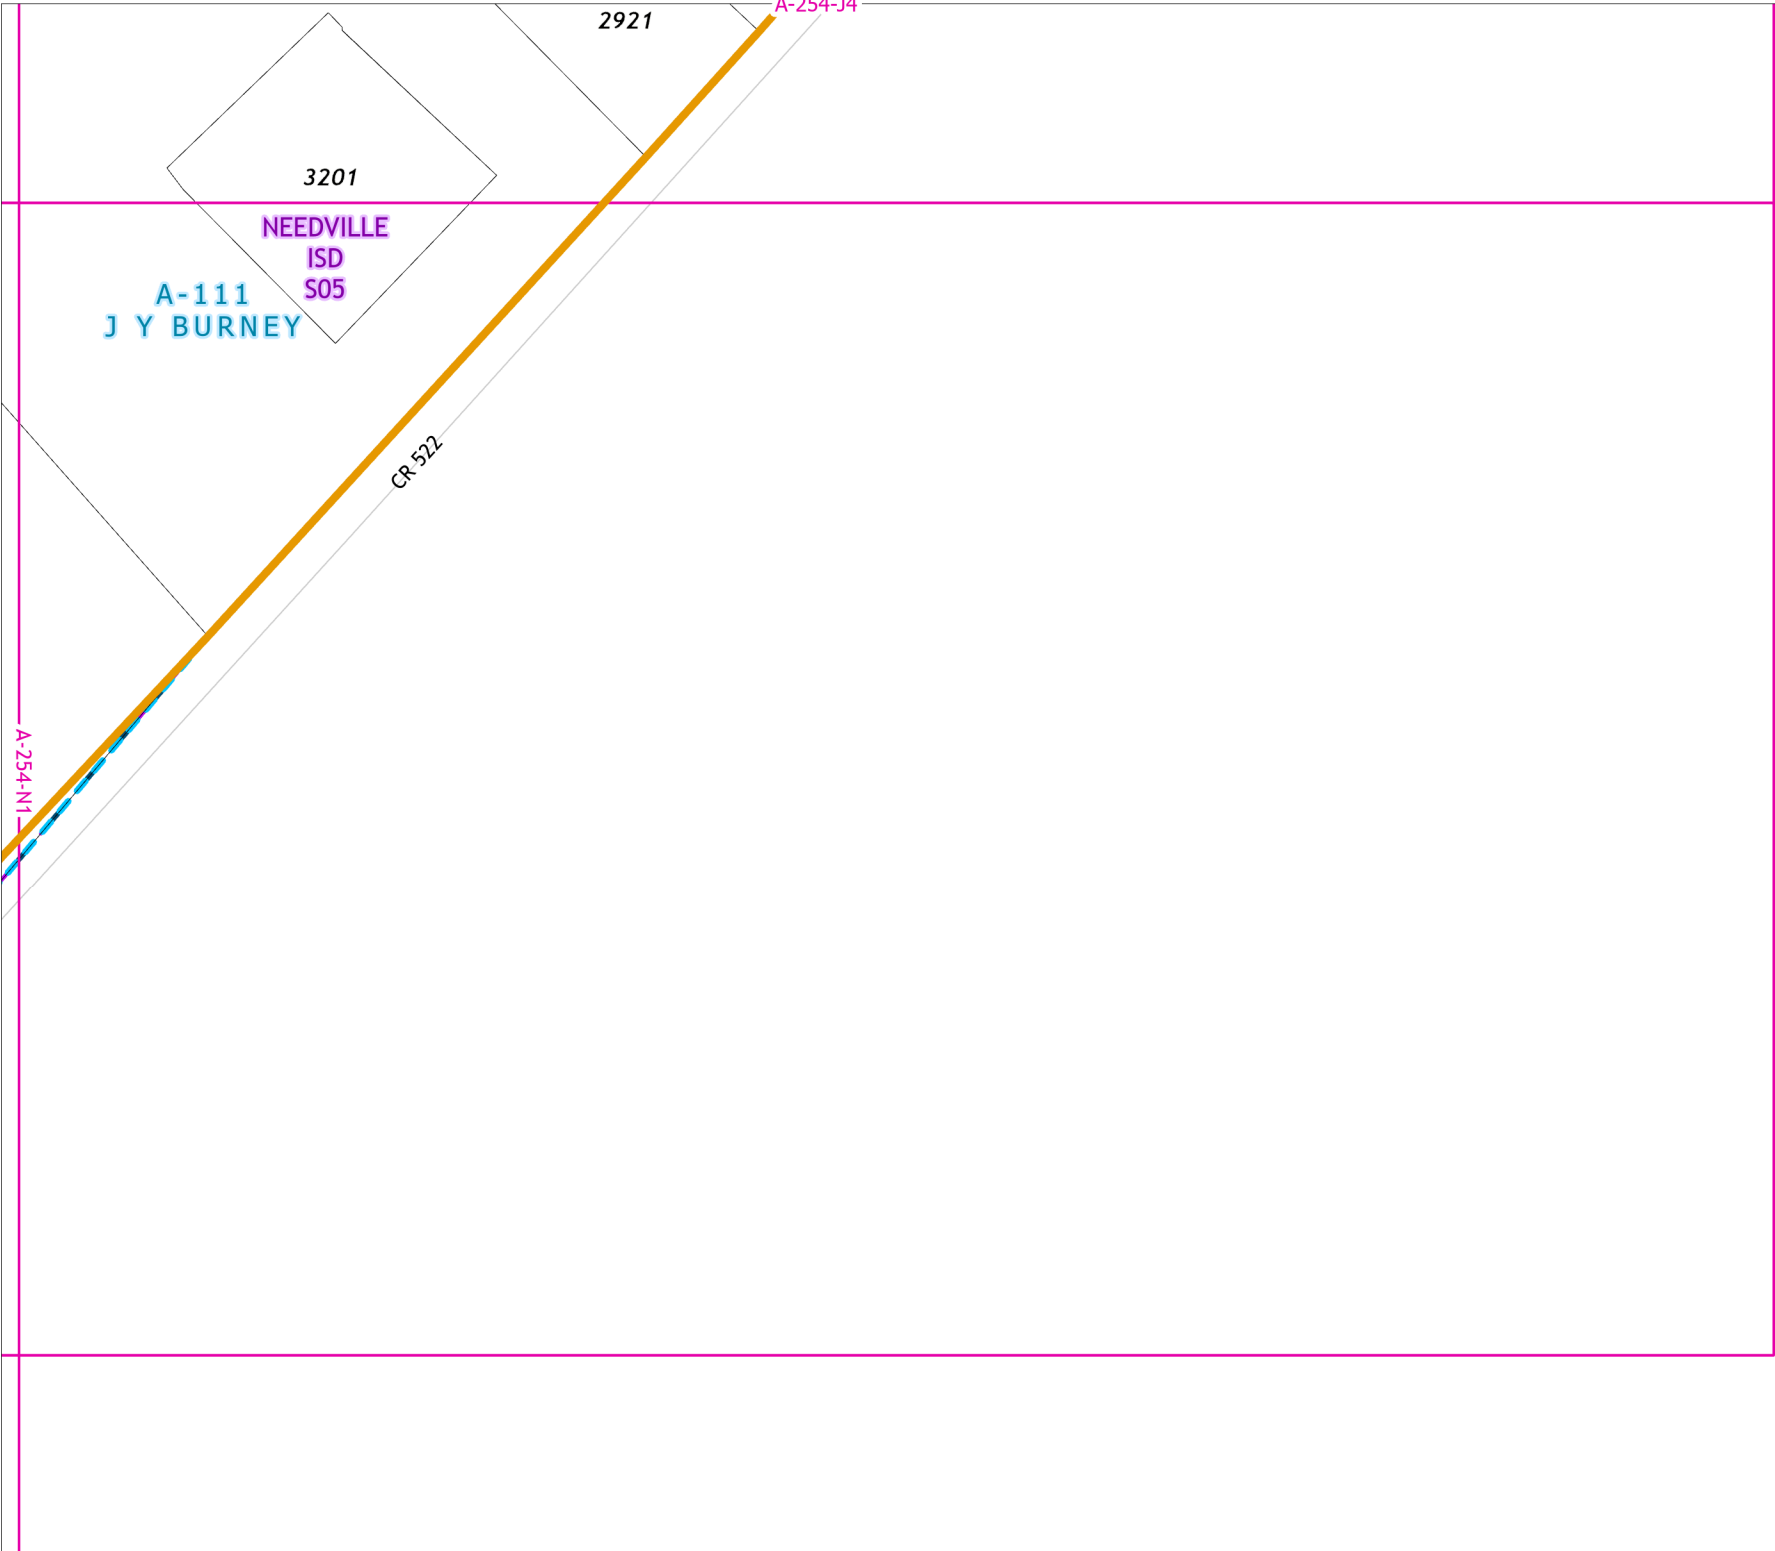 A-254-J4
2921
3201
NEEDVILLE
ISD
S05
A-111
J Y BURNEY
CR 522
A-254-N1